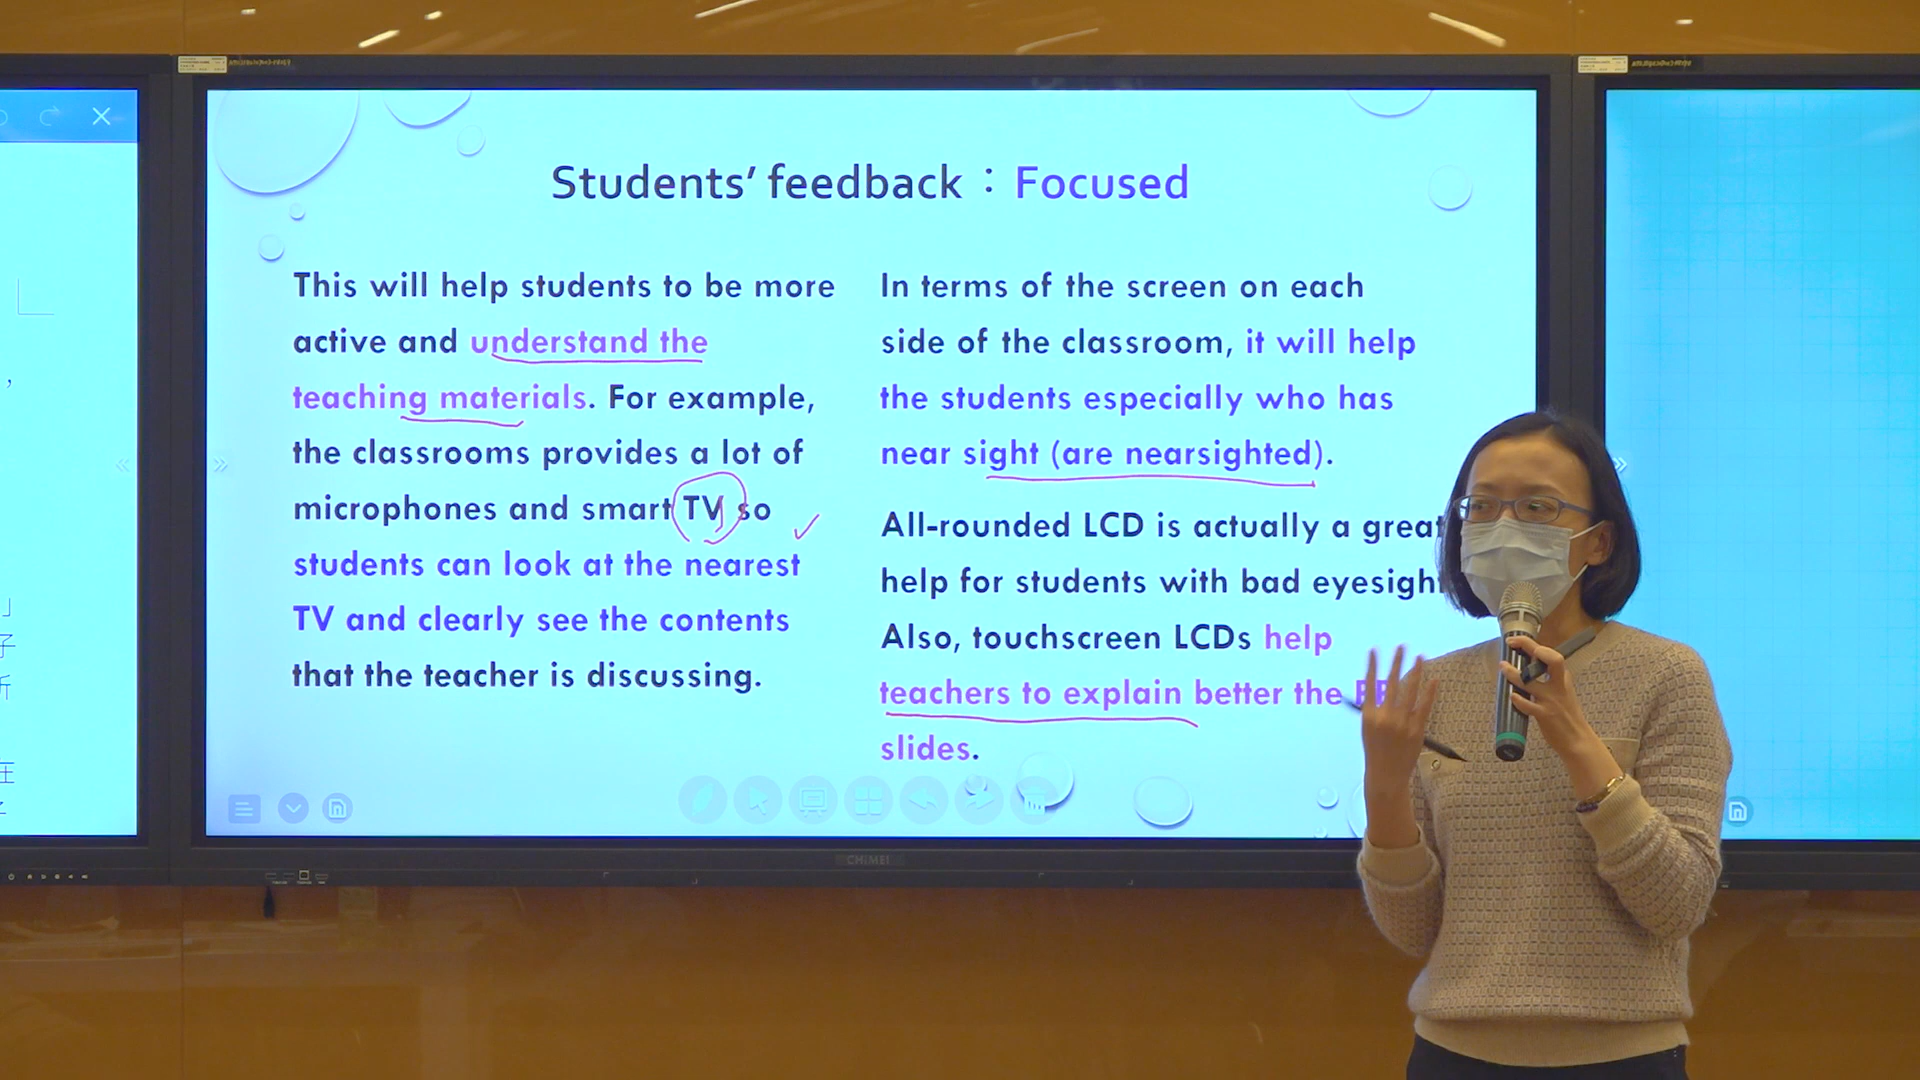 Students’ feedback：Focused
This will help students to be more
active and understand the
teaching materials. For example,
the classrooms provides a lot of
microphones and smart TV so
students can look at the nearest
TV and clearly see the contents
that the teacher is discussing.
In terms of the screen on each
side of the classroom, it will help
the students especially who has
near sight (are nearsighted).
All-rounded LCD is actually a great
help for students with bad eyesight
Also, touchscreen LCDs help
teachers to explain better the
slides.
CHIMEI
，
」
子
所
在